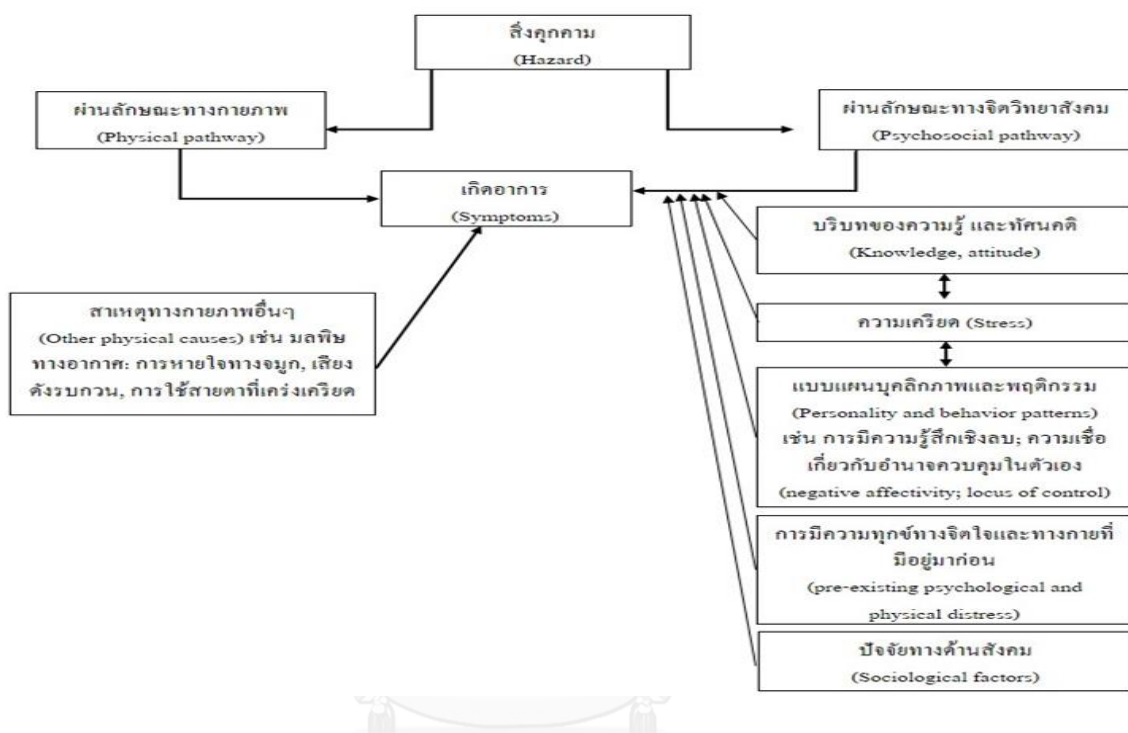 สิ่งคุกคาม
(Hazard)
ผ่านลักษณะทางกายภาพ
(Physical pathway)
ผ่านลักษณะทางจิตวิทยาสังคม
(Psychosocial pathway)
เกิดอาการ
(Symptoms)
บริบทของความรู้ และทัศนคติ
(Knowledge, attitude)
สาเหตุทางกายภาพอื่นๆ
(Other physical causes) เช่น มลพิษ
ทางอากาศ: การหายใจทางจมูก, เสียง
ดังรบกวน, การใช้สายตาที่เคร่งเครียด
ความเครียด (Stress)
แบบแผนบุคลิกภาพและพฤติกรรม
(Personality and behavior patterns)
เช่น การมีความรู้สึกเชิงลบ; ความเชื่อ
เกี่ยวกับอำนาจควบคุมในตัวเอง
(negative affectivity; locus of control)
การมีความทุกข์ทางจิตใจและทางกายที่
มีอยู่มาก่อน
(pre-existing psychological and
physical distress)
ปัจจัยทางด้านสังคม
(Sociological factors)